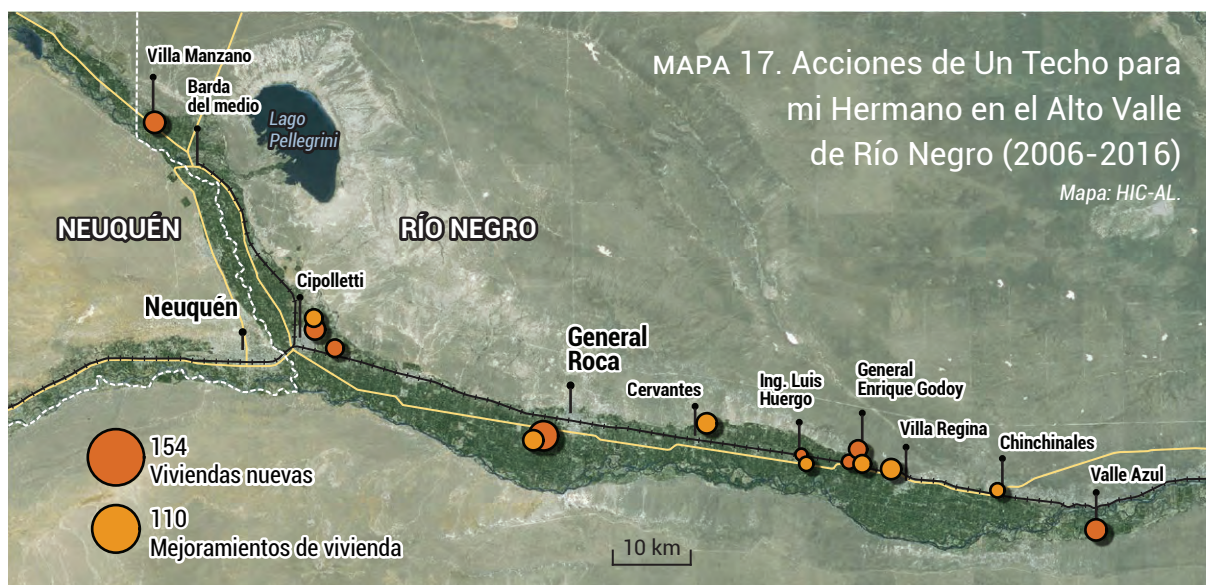 MAPA 17. Acciones de Un Techo para
mi Hermano en el Alto Valle
de Río Negro (2006-2016)
Mapa: HIC-AL.
Villa Manzano
Barda
del medio
Lago
Pellegrini
NEUQUÉN
RÍO NEGRO
Cipolletti
Neuquén
General
Roca
Cervantes
Ing. Luis
Huergo
General
Enrique Godoy
Villa Regina
Chinchinales
Valle Azul
154
Viviendas nuevas
110
Mejoramientos de vivienda
10 km